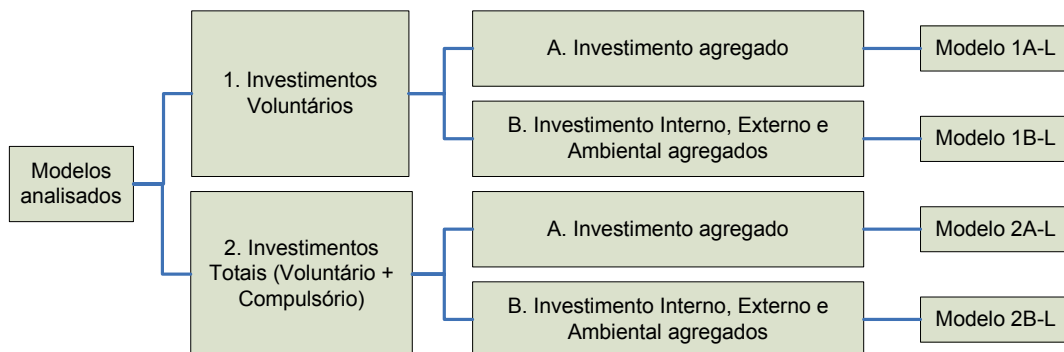 Modelos
analisados
1. Investimentos
Voluntários
A. Investimento agregado
Modelo 1A-L
B. Investimento Interno, Externo e
Ambiental agregados
Modelo 1B-L
2. Investimentos
Totais (Voluntário +
Compulsório)
A. Investimento agregado
Modelo 2A-L
B. Investimento Interno, Externo e
Ambiental agregados
Modelo 2B-L